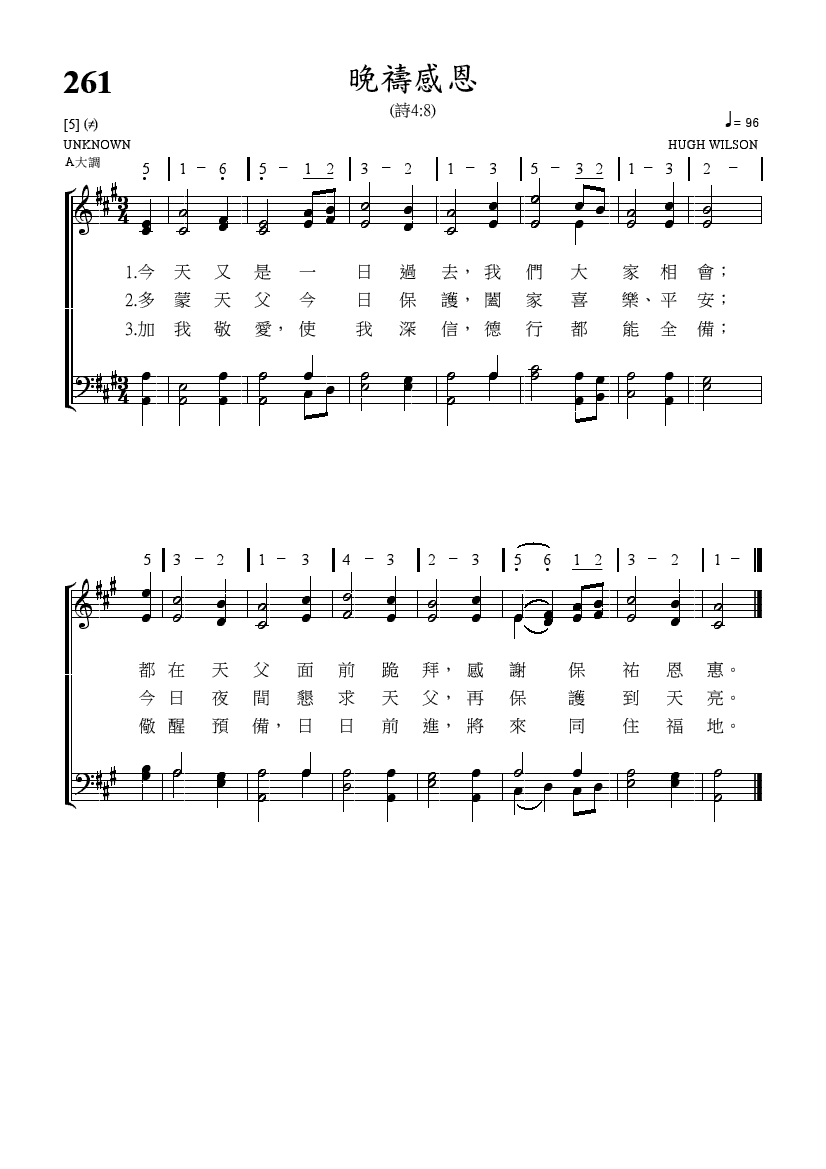 261
晚禱感恩
(詩4:8)
[5] (≠)
♩= 96
UNKNOWN
HUGH WILSON
A大調
5 | 1 – 6 | 5 – 1 2 | 3 – 2 | 1 – 3 | 5 – 3 2 | 1 – 3 | 2 – |
3/4
1.今天又是一日過去,我們大家相會;
2.多蒙天父今日保護,闔家喜樂、平安;
3.加我敬愛,使我深信,德行都能全備;
3/4
5 | 3 – 2 | 1 – 3 | 4 – 3 | 2 – 3 | 5 6 1 2 | 3 – 2 | 1 –
都在天父面前跪拜,感謝保祐恩惠。
今日夜間懇求天父,再保護到天亮。
儆醒預備,日日前進,將來同住福地。